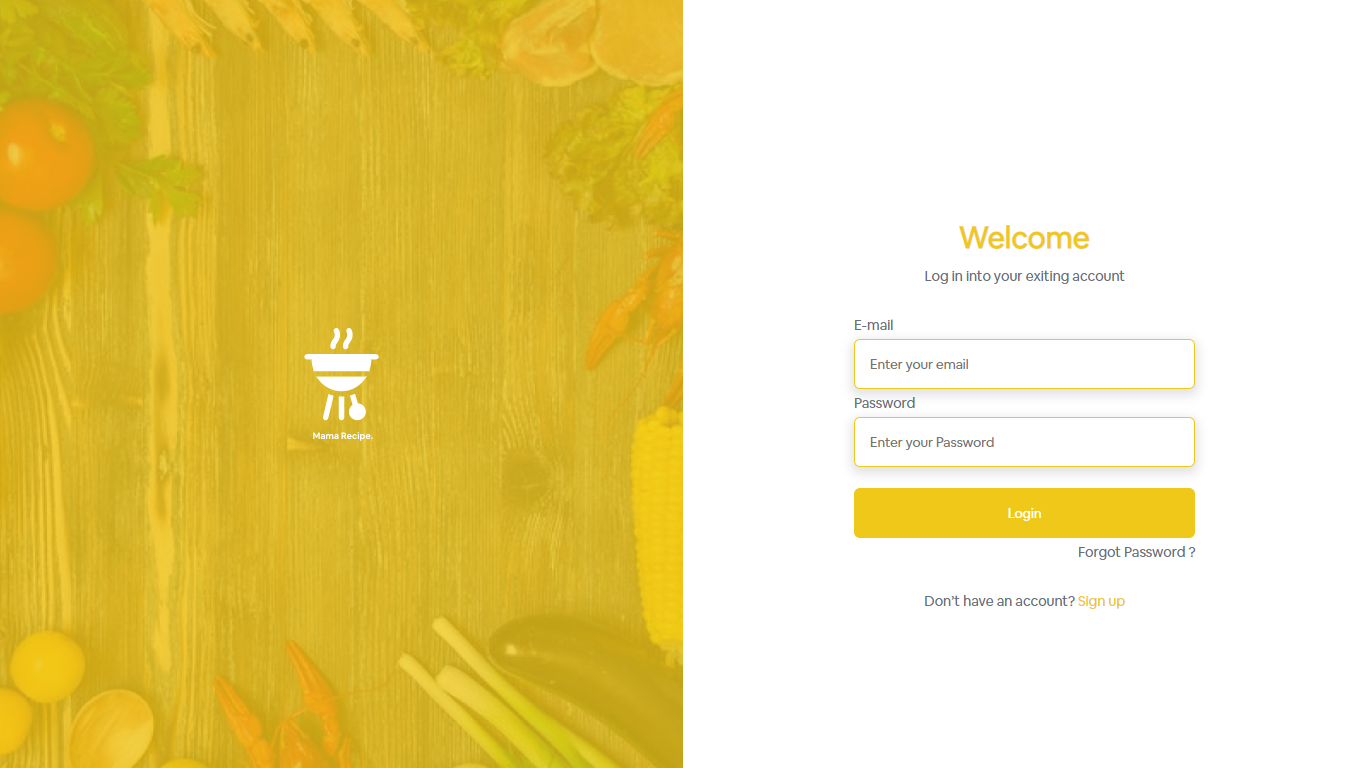 Mama Recipe.
Welcome
Log in into your exiting account
E-mail
Enter your email
Password
Enter your Password
Login
Forgot Password ?
Don't have an account? Sign up